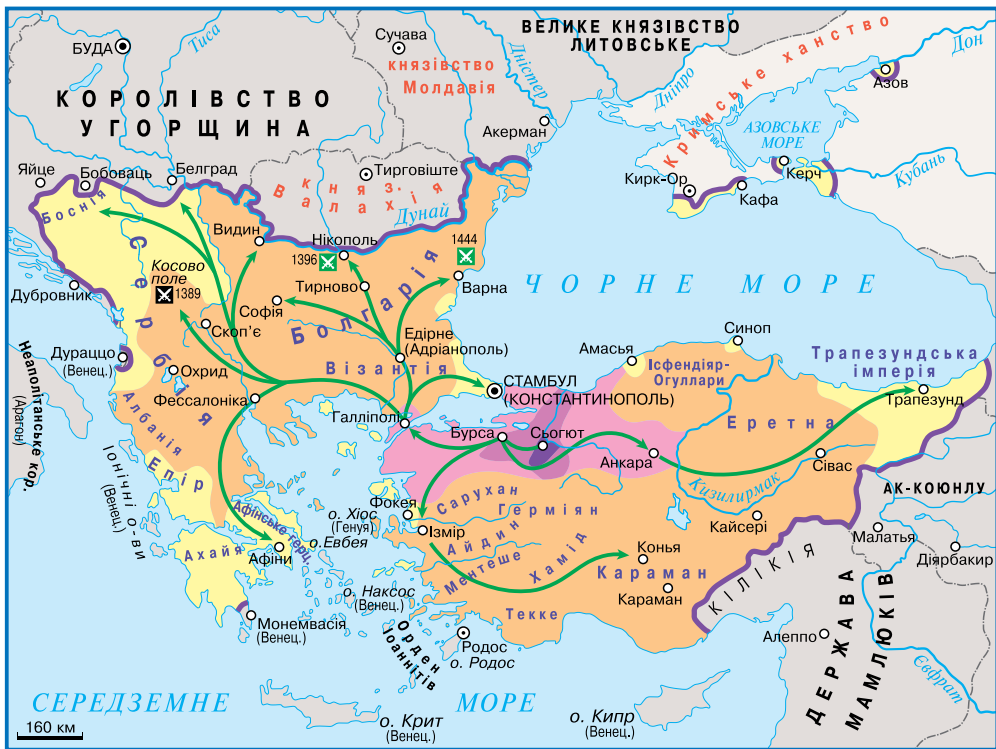 БУДА
Тиса
Сучава
КНЯЗІВСТВО
Молдавія
Дністер
ВЕЛИКЕ КНЯЗІВСТВО
ЛИТОВСЬКЕ
Дніпро
Кримське ханство
Дон
Азов
КОРОЛІВСТВО
УГОРЩИНА
Акерман
АЗОВСЬКЕ
МОРЕ
Керч
Кубань
Кирк-Ор
Кафа
Яйце
Бобоваць
Белград
Тирговіште
КНЯЗ.
Валахія
Дунай
Боснія
Видин
Нікополь
1396
1444
Варна
Сербія
Косово
поле
1389
Тирново
Софія
Болгарія
ЧОРНЕ МОРЕ
Дубровник
Скоп'є
Едірне
(Адріанополь)
Візантія
Синоп
Амасья
Ісфендіяр-
Огуллари
Трапезундська
імперія
Трапезунд
Неаполітанське кор.
(Арагон)
Дураццо
(Венец.)
Охрид
Албанія
Фессалоніка
СТАМБУЛ
(КОНСТАНТИНОПОЛЬ)
Галліполі
Бурса
Сьогют
Анкара
Еретна
Сівас
Кизилирмак
АК-КОЮНЛУ
Іонічні о-ви
(Венец.)
Епір
Афінське герц.
Фокея
о. Хіос
(Генуя)
о.Евбея
Ізмір
Сарухан
Герміян
Айдин
Ментеше
Хамід
Кайсері
Конья
Караман
Караман
Малатья
Діярбакир
Ахайя
Афіни
о. Наксос
(Венец.)
Текке
КІЛІКІЯ
Монемвасія
(Венец.)
Орден
Іоаннітів
Родос
о. Родос
Алеппо
ДЕРЖАВА
МАМЛЮКІВ
Євфрат
СЕРЕДЗЕМНЕ МОРЕ
о. Крит
(Венец.)
о. Кипр
(Венец.)
160 км